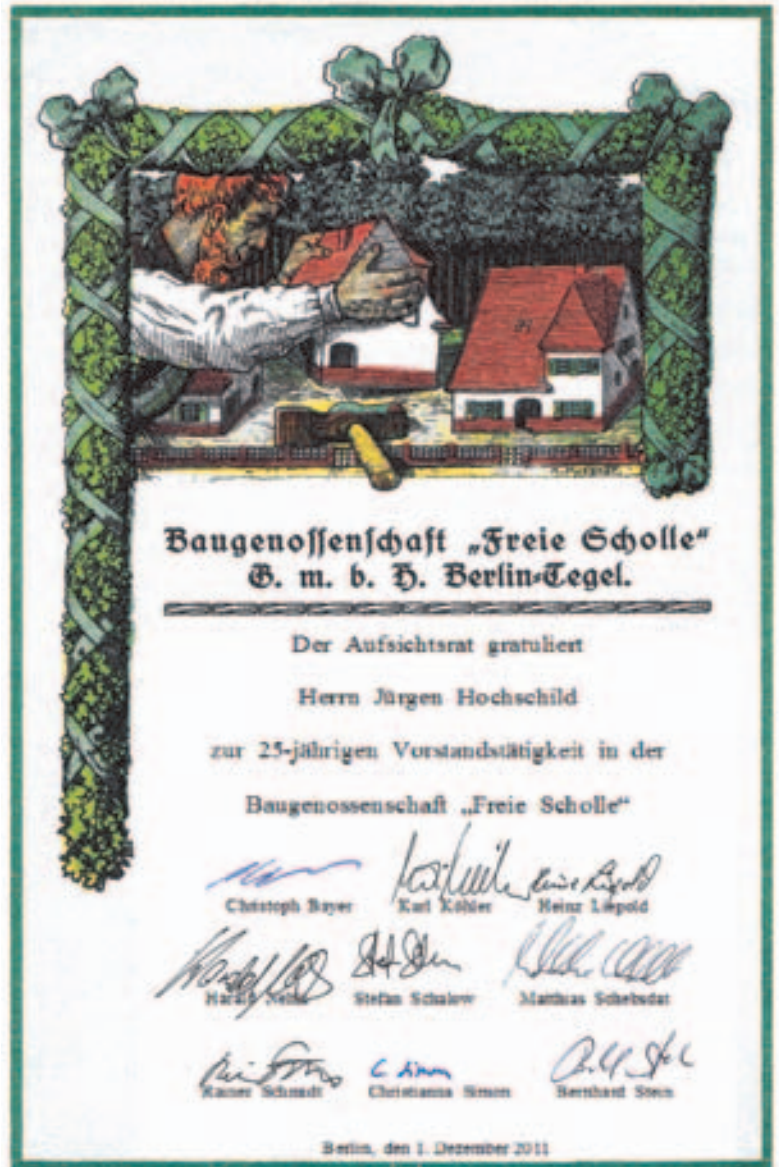 Baugenossenschaft „Freie Scholle“
G. m. b. H. Berlin-Tegel.
Der Aufsichtsrat gratuliert
Herrn Jürgen Hochschild
zur 25-jährigen Vorstandstätigkeit in der
Baugenossenschaft „Freie Scholle“
Christoph Bayer Karl Köhler Heinz Liepold
Harald Stefan Schalow Matthias Schebsdat
Rainer Schmidt Christianna Simon Bernhard Stein
Berlin, den 1. Dezember 2011